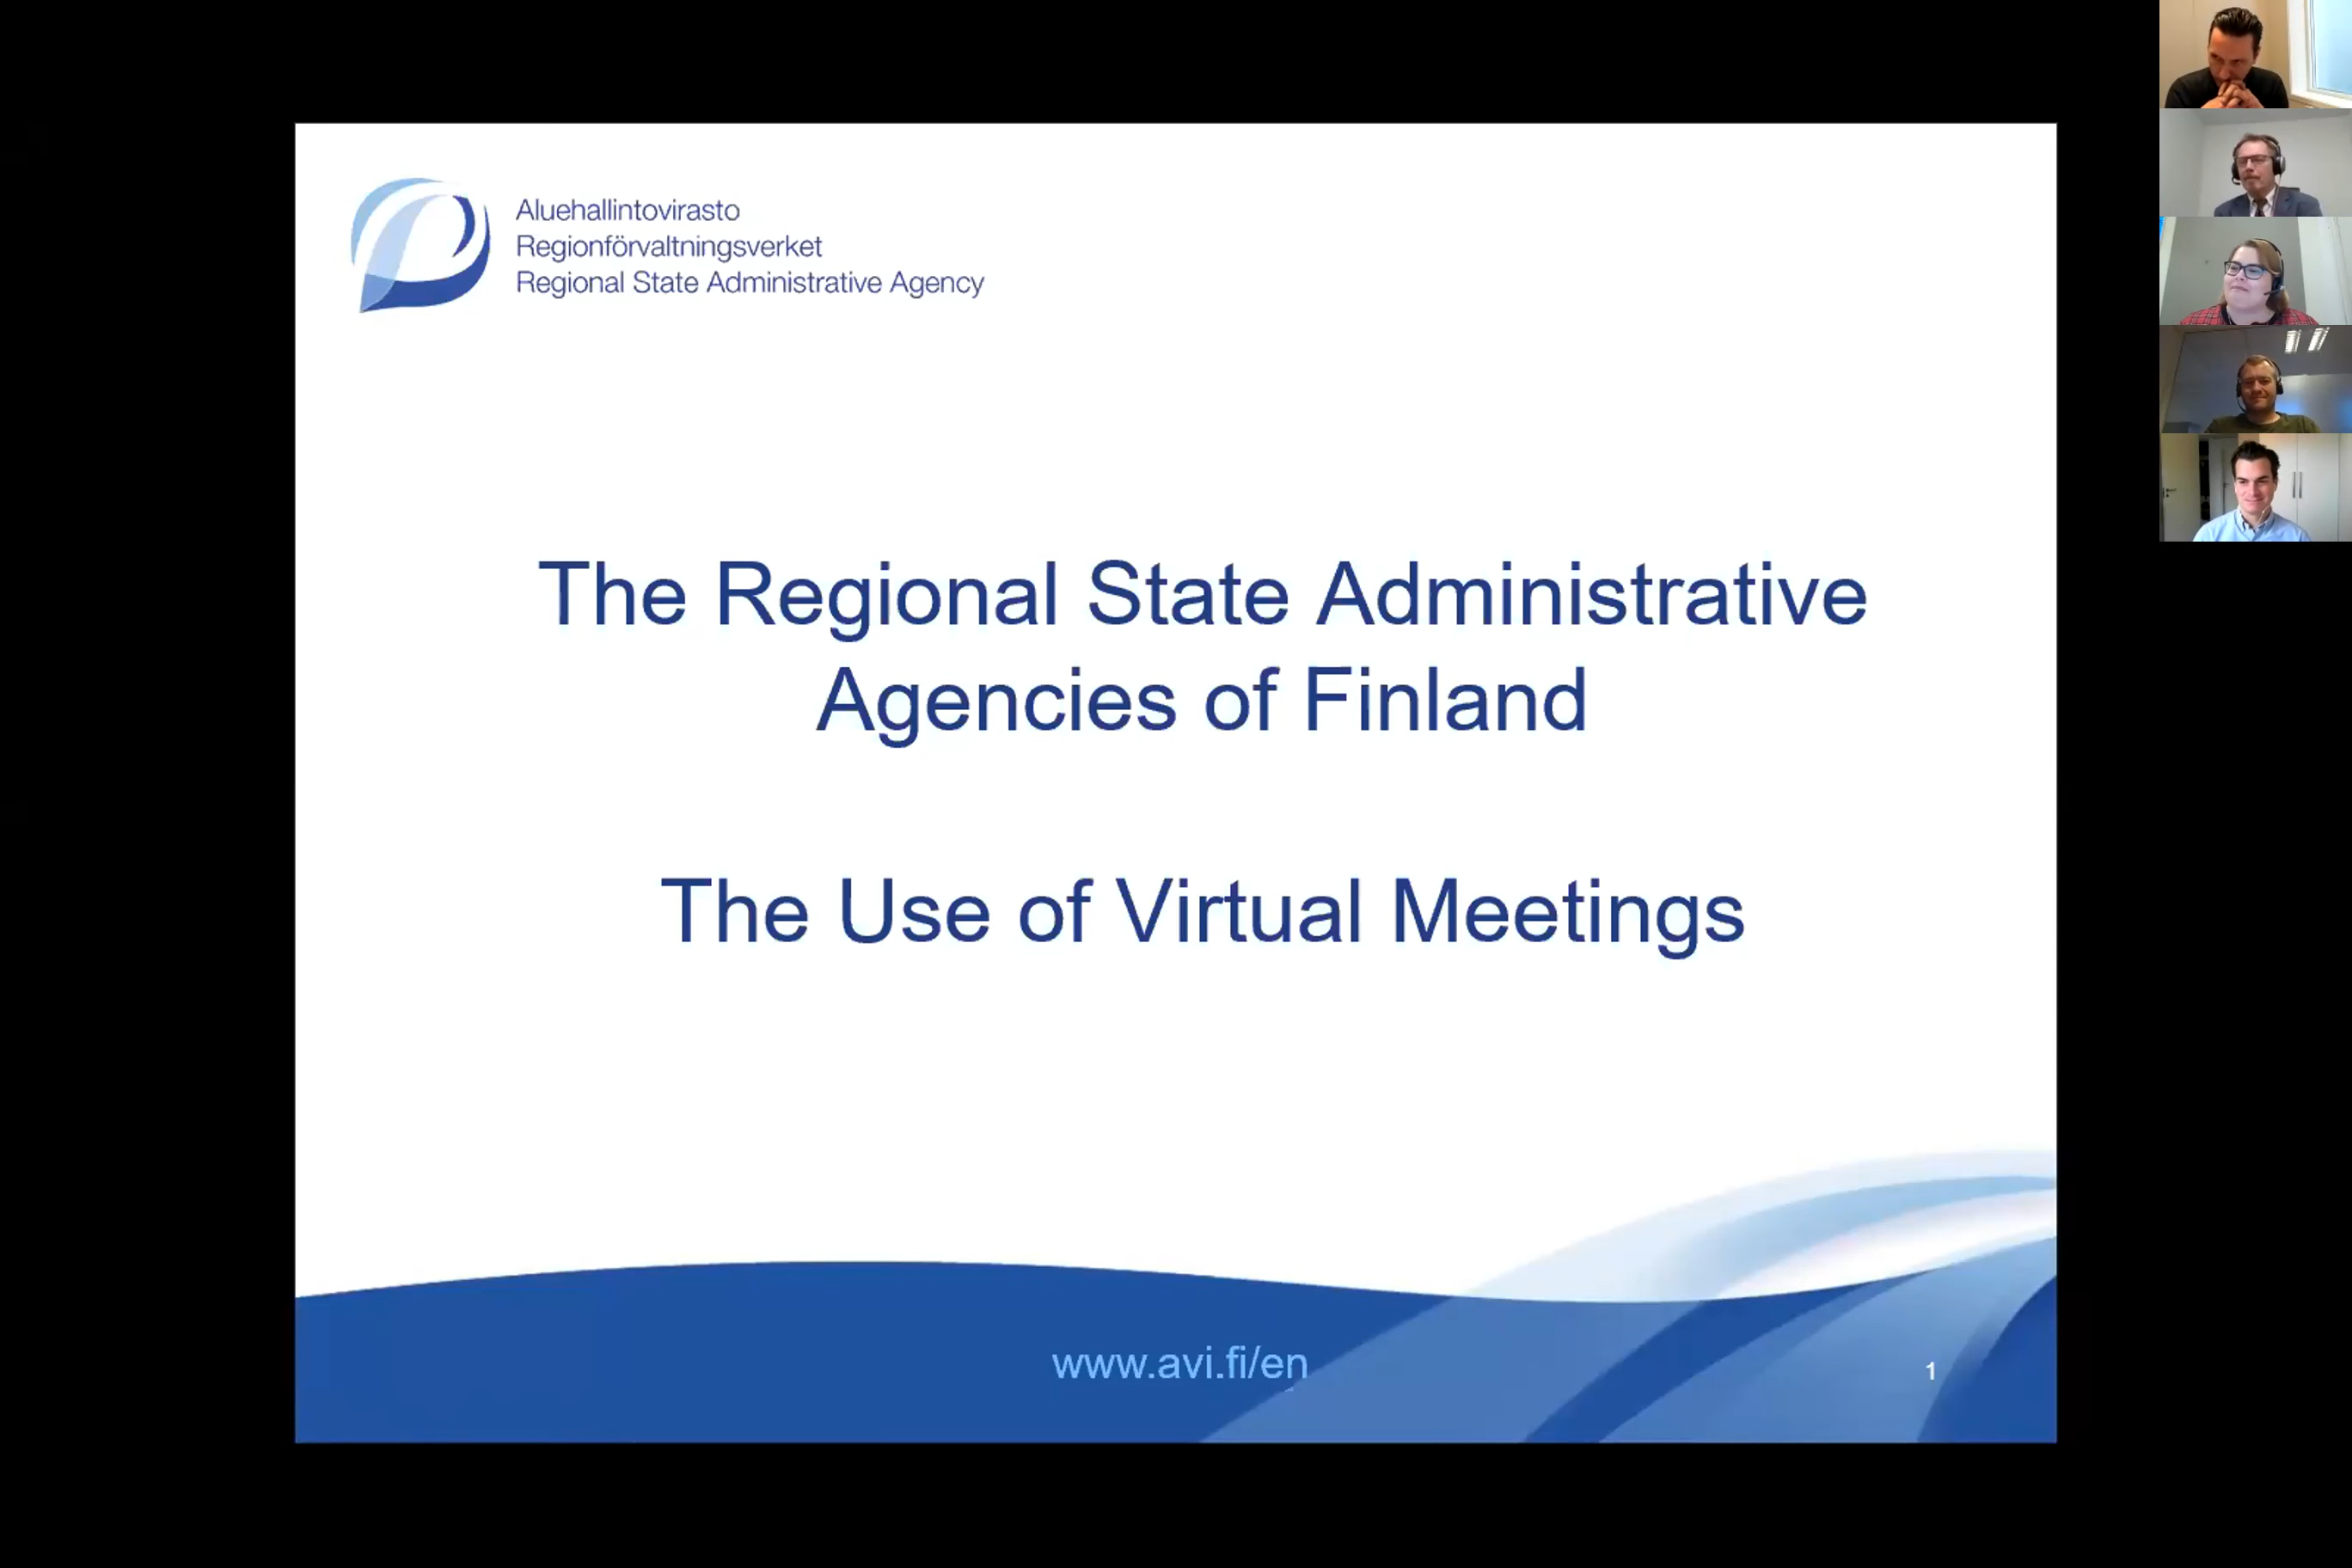 Aluehallintovirasto
Regionförvaltningsverket
Regional State Administrative Agency
The Regional State Administrative
Agencies of Finland
The Use of Virtual Meetings
www.avi.fi/en
1